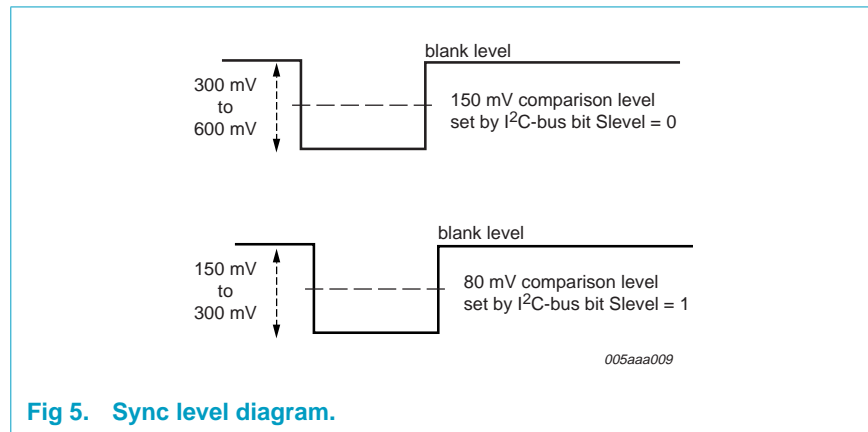 blank level
300 mV
to
600 mV
150 mV comparison level
set by I²C-bus bit Slevel = 0
blank level
150 mV
to
300 mV
80 mV comparison level
set by I²C-bus bit Slevel = 1
005aaa009
Fig 5. Sync level diagram.